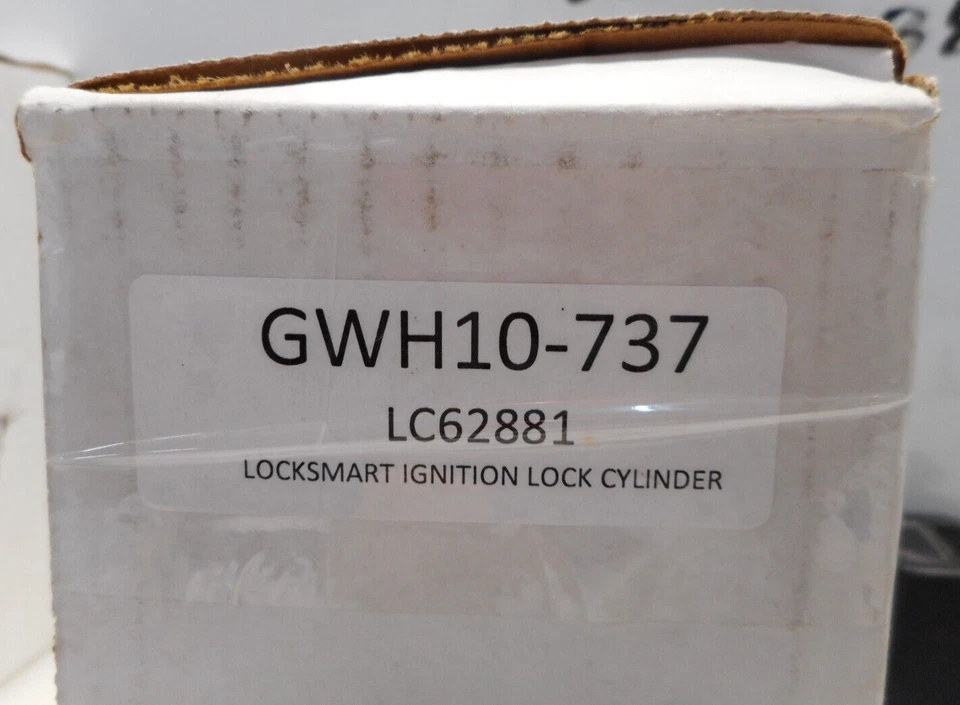 GWH10-737
LC62881
LOCKSMART IGNITION LOCK CYLINDER